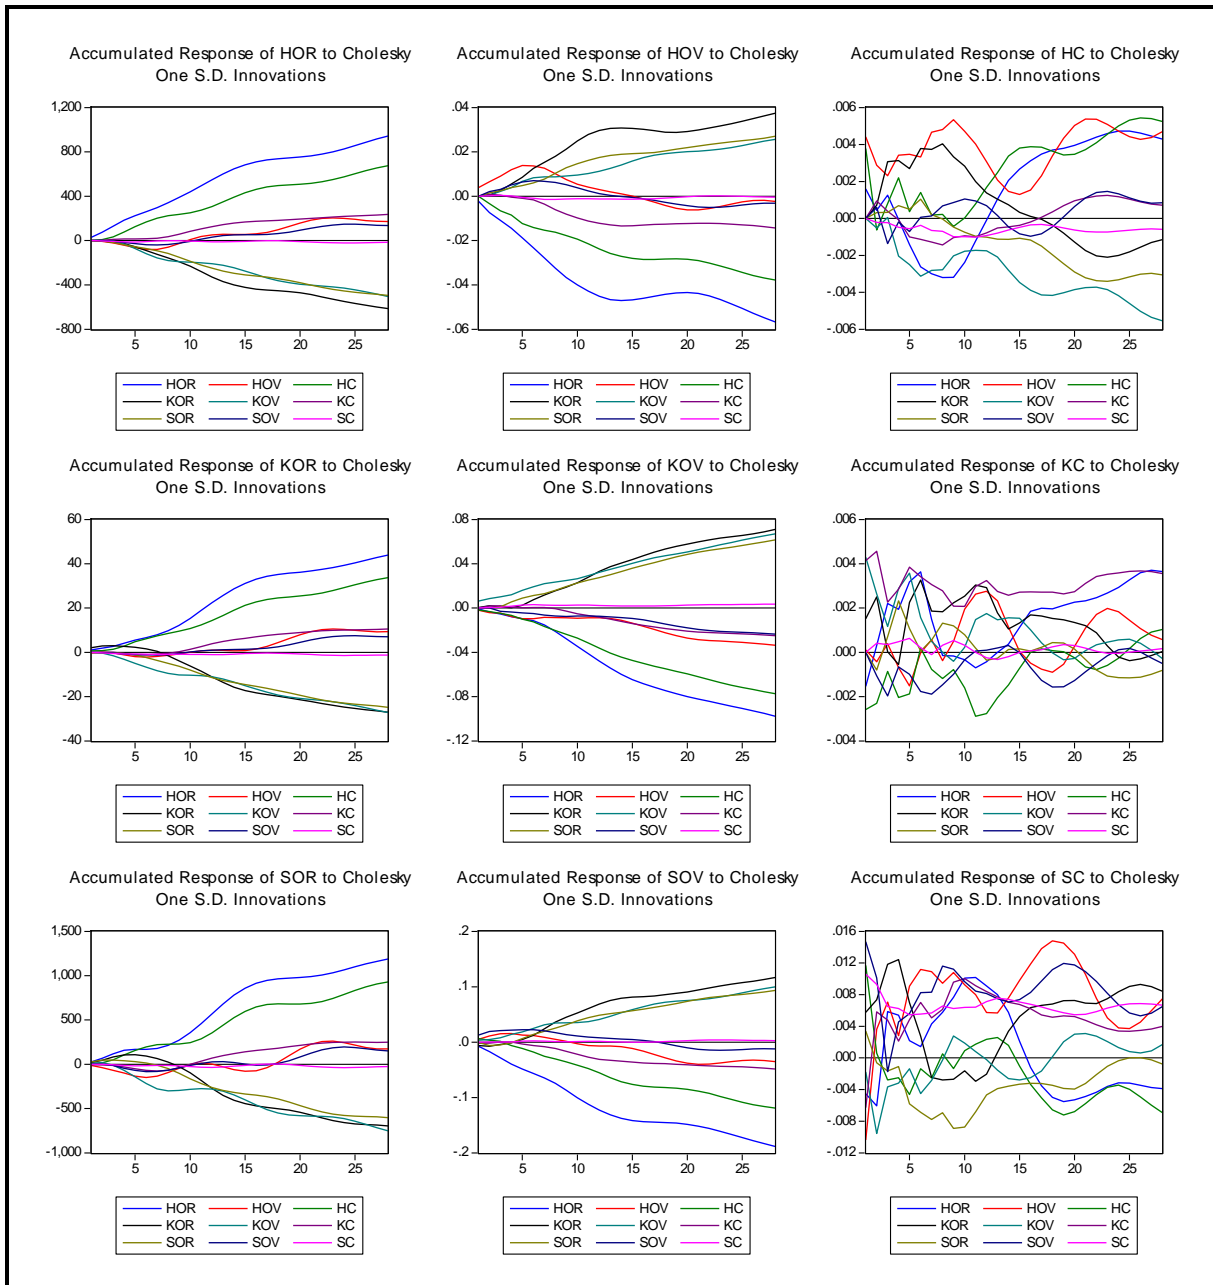 Accumulated Response of HOR to Cholesky
One S.D. Innovations
1,200
800
400
0
-400
-800
5 10 15 20 25
HOR HOV HC
KOR KOV KC
SOR SOV SC
Accumulated Response of HOV to Cholesky
One S.D. Innovations
.04
.02
.00
-.02
-.04
-.06
5 10 15 20 25
HOR HOV HC
KOR KOV KC
SOR SOV SC
Accumulated Response of HC to Cholesky
One S.D. Innovations
.006
.004
.002
.000
-.002
-.004
-.006
5 10 15 20 25
HOR HOV HC
KOR KOV KC
SOR SOV SC
Accumulated Response of KOR to Cholesky
One S.D. Innovations
60
40
20
0
-20
-40
5 10 15 20 25
HOR HOV HC
KOR KOV KC
SOR SOV SC
Accumulated Response of KOV to Cholesky
One S.D. Innovations
.08
.04
.00
-.04
-.08
-.12
5 10 15 20 25
HOR HOV HC
KOR KOV KC
SOR SOV SC
Accumulated Response of KC to Cholesky
One S.D. Innovations
.006
.004
.002
.000
-.002
-.004
5 10 15 20 25
HOR HOV HC
KOR KOV KC
SOR SOV SC
Accumulated Response of SOR to Cholesky
One S.D. Innovations
1,500
1,000
500
0
-500
-1,000
5 10 15 20 25
HOR HOV HC
KOR KOV KC
SOR SOV SC
Accumulated Response of SOV to Cholesky
One S.D. Innovations
.2
.1
.0
-.1
-.2
5 10 15 20 25
HOR HOV HC
KOR KOV KC
SOR SOV SC
Accumulated Response of SC to Cholesky
One S.D. Innovations
.016
.012
.008
.004
.000
-.004
-.008
-.012
5 10 15 20 25
HOR HOV HC
KOR KOV KC
SOR SOV SC